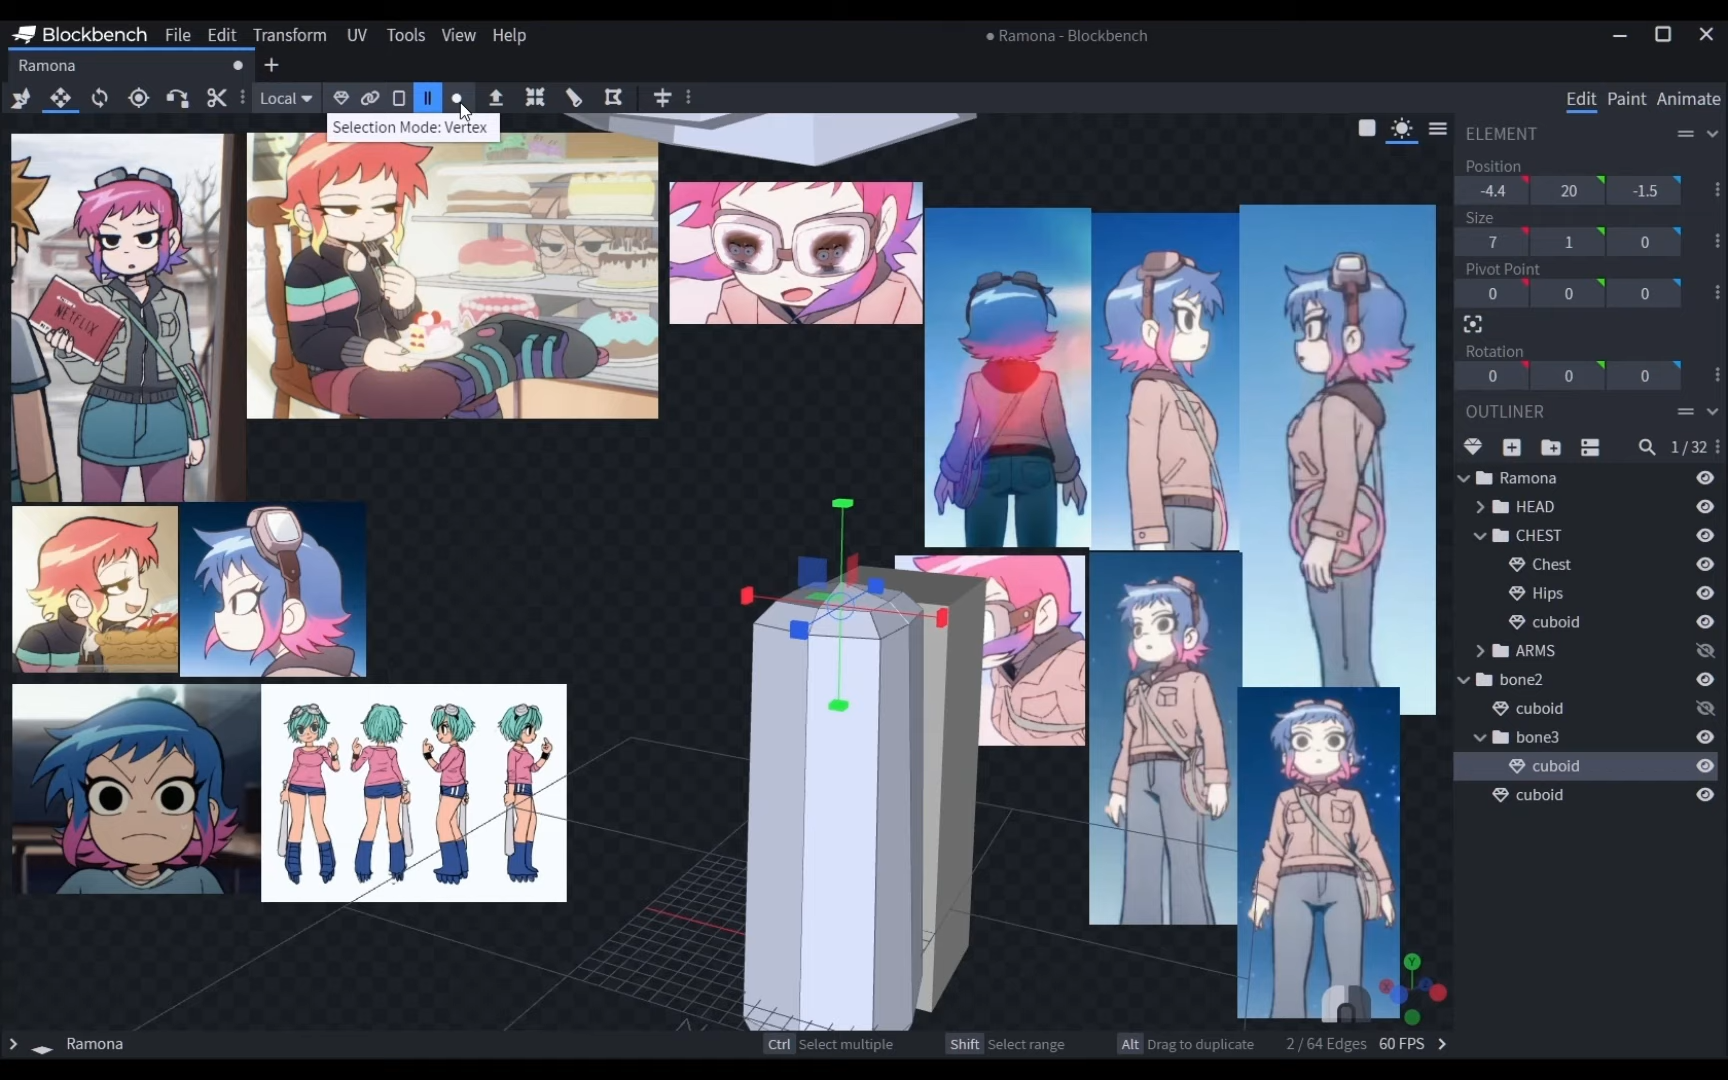 Blockbench File Edit Transform UV Tools View Help
Ramona - Blockbench
Ramona
Local
Edit Paint Animate
Selection Mode: Vertex
ELEMENT
Position
-4.4 20 -1.5
Size
7 1 0
Pivot Point
0 0 0
Rotation
0 0 0
OUTLINER
1/32
Ramona
HEAD
CHEST
Chest
Hips
cuboid
ARMS
bone2
cuboid
bone3
cuboid
cuboid
NETFLIX
Y
Ramona
Ctrl Select multiple Shift Select range Alt Drag to duplicate 2/64 Edges 60 FPS